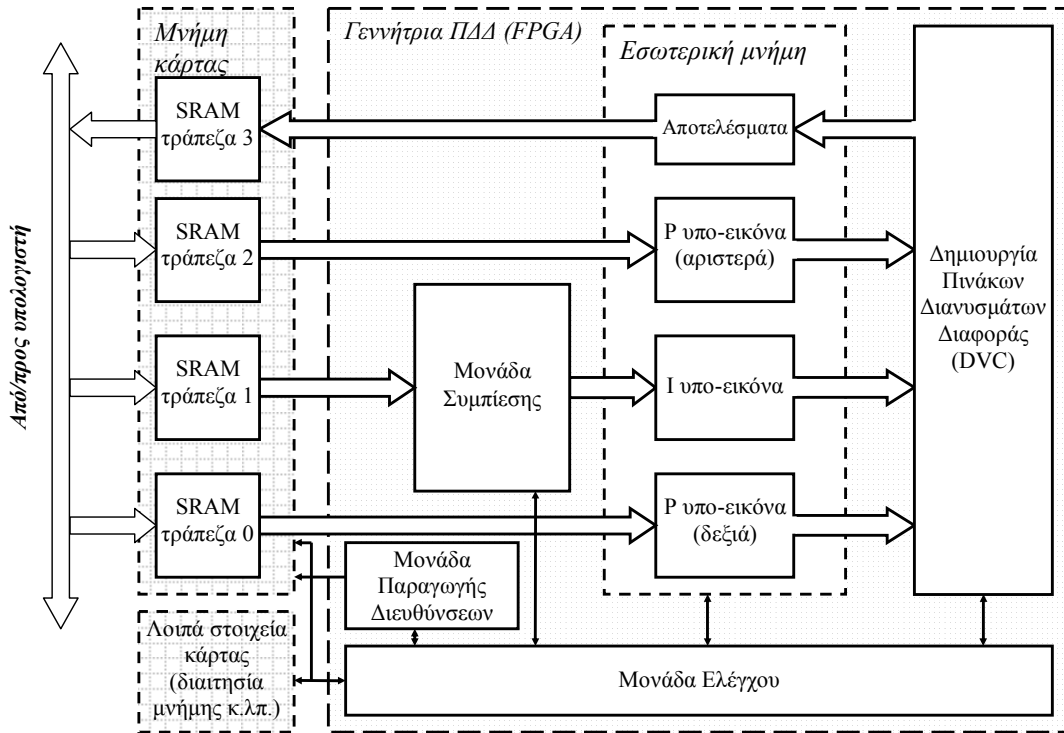 Μνήμη
κάρτας
Γεννήτρια ΠΔΔ (FPGA)
Εσωτερική μνήμη
SRAM
τράπεζα 3
Αποτελέσματα
SRAM
τράπεζα 2
P υπο-εικόνα
(αριστερά)
Δημιουργία
Πινάκων
Διανυσμάτων
Διαφοράς
(DVC)
Από/προς υπολογιστή
SRAM
τράπεζα 1
Μονάδα
Συμπίεσης
I υπο-εικόνα
SRAM
τράπεζα 0
P υπο-εικόνα
(δεξιά)
Μονάδα
Παραγωγής
Διευθύνσεων
Λοιπά στοιχεία
κάρτας
(διαιτησία
μνήμης κ.λπ.)
Μονάδα Ελέγχου